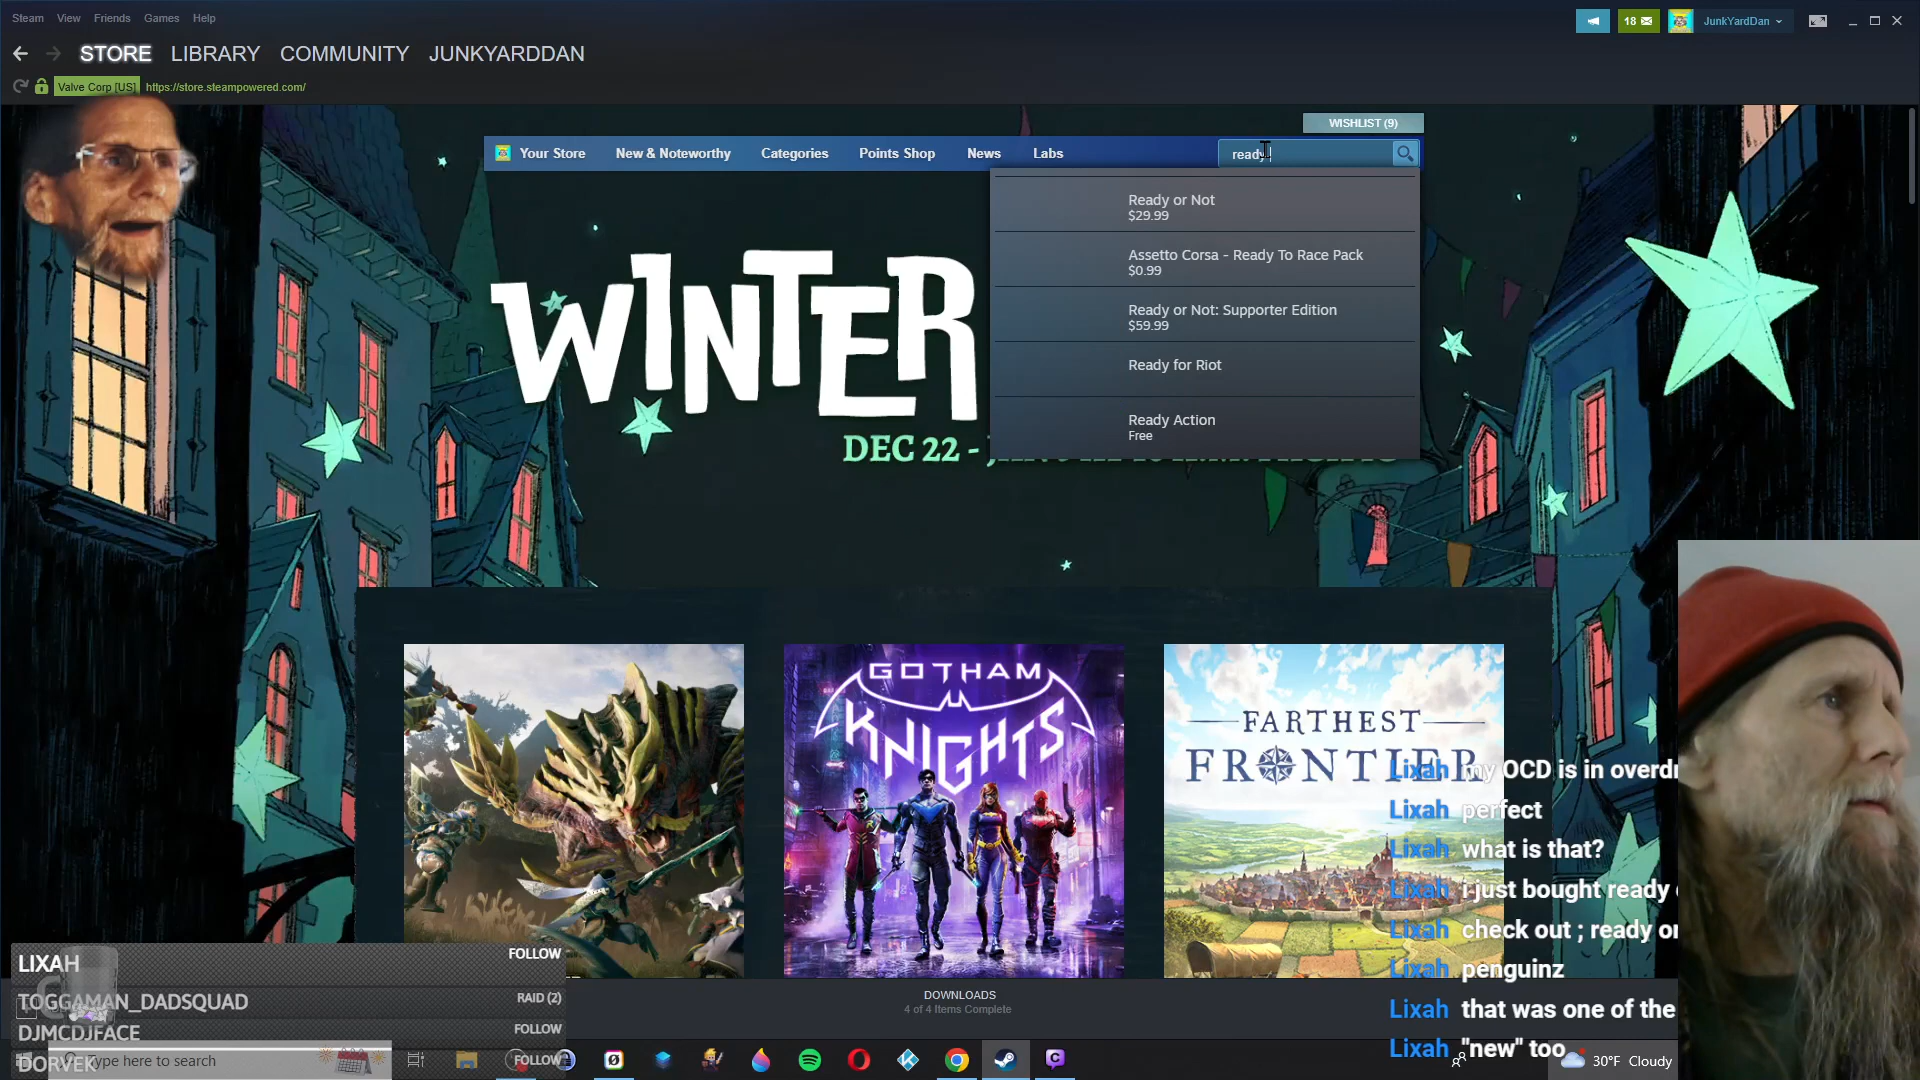 Steam View Friends Games Help
18
JunkYardDan
STORE LIBRARY COMMUNITY JUNKYARDDAN
Valve Corp [US] https://store.steampowered.com/
WISHLIST (9)
Your Store New & Noteworthy Categories Points Shop News Labs
ready
Ready or Not
$29.99
Assetto Corsa - Ready To Race Pack
$0.99
Ready or Not: Supporter Edition
$59.99
Ready for Riot
Ready Action
Free
WINTER
DEC 22 -
GOTHAM
KNIGHTS
FARTHEST
FRONTIER
Lixah my OCD is in overdr
Lixah perfect
Lixah what is that?
Lixah i just bought ready
Lixah check out ; ready or
Lixah penguinz
Lixah that was one of the
Lixah "new" too
LIXAH FOLLOW
TOGGAMAN_DADSQUAD RAID (2)
DJMCDJFACE FOLLOW
DORVEK FOLLOW
DOWNLOADS
4 of 4 Items Complete
Type here to search
30°F Cloudy